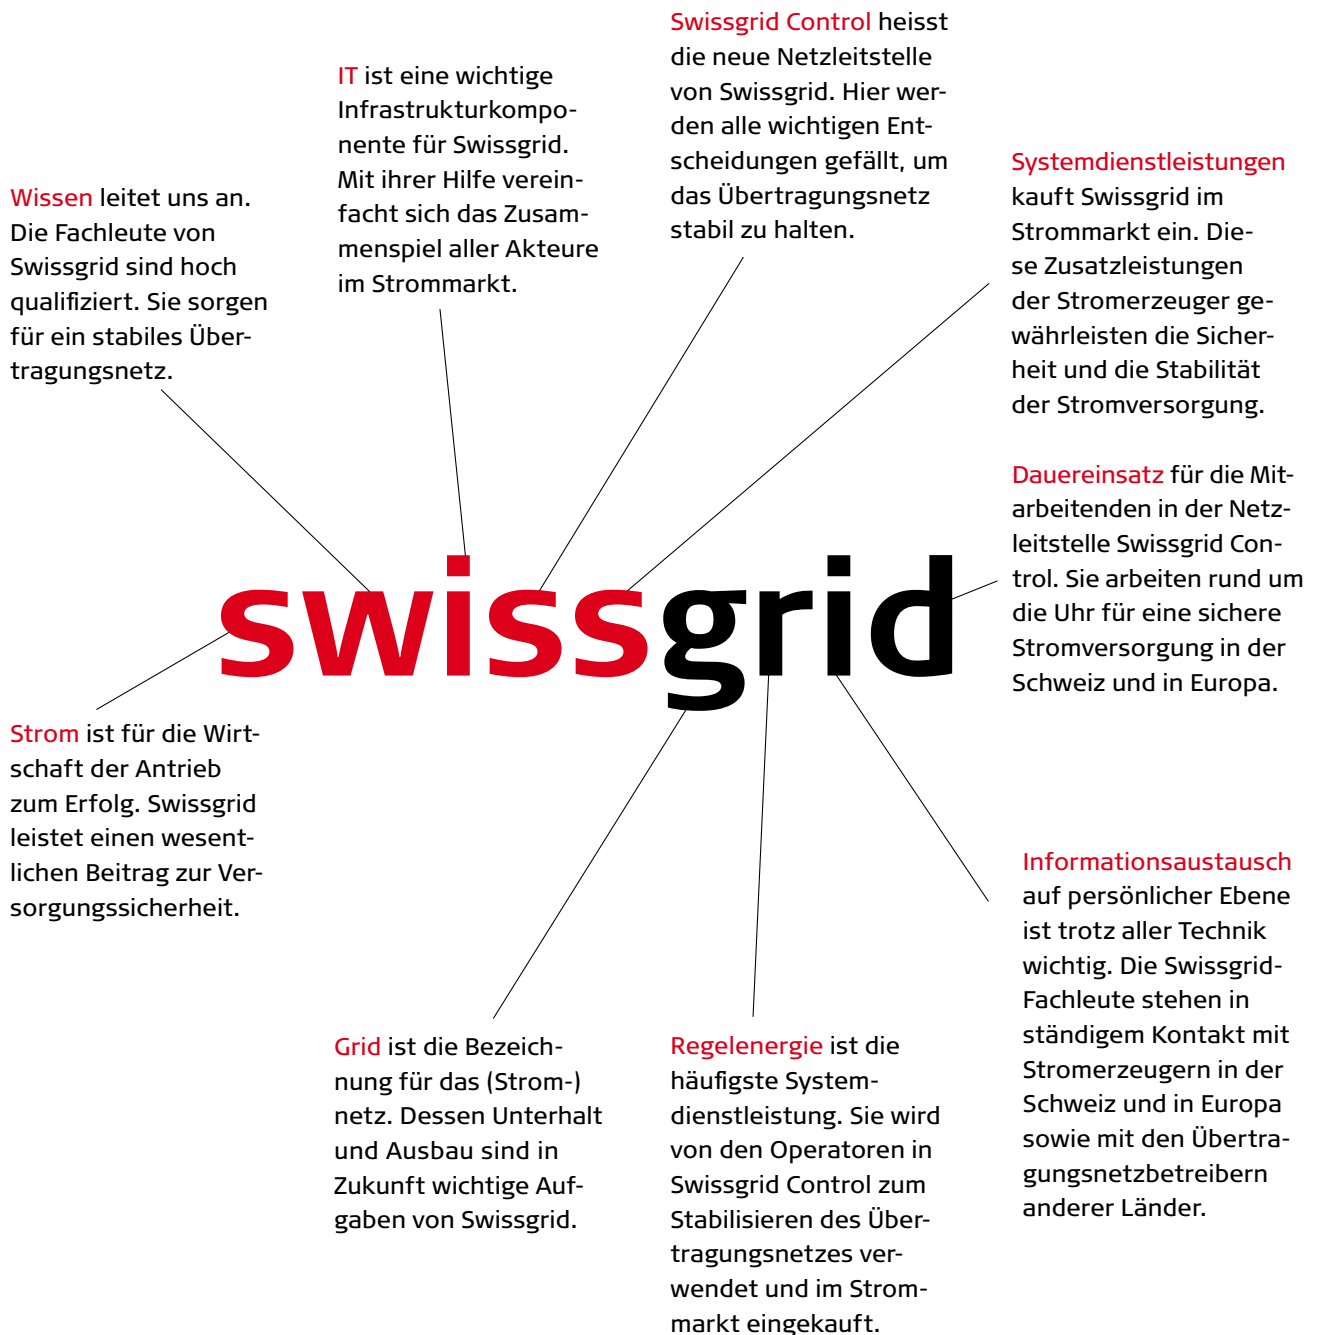 Swissgrid Control heisst
die neue Netzleitstelle
von Swissgrid. Hier wer-
den alle wichtigen Ent-
scheidungen gefällt, um
das Übertragungsnetz
stabil zu halten.
IT ist eine wichtige
Infrastrukturkompo-
nente für Swissgrid.
Mit ihrer Hilfe verein-
facht sich das Zusam-
menspiel aller Akteure
im Strommarkt.
Systemdienstleistungen
kauft Swissgrid im
Strommarkt ein. Die-
se Zusatzleistungen
der Stromerzeuger ge-
währleisten die Sicher-
heit und die Stabilität
der Stromversorgung.
Wissen leitet uns an.
Die Fachleute von
Swissgrid sind hoch
qualifiziert. Sie sorgen
für ein stabiles Über-
tragungsnetz.
Dauereinsatz für die Mit-
arbeitenden in der Netz-
leitstelle Swissgrid Con-
trol. Sie arbeiten rund um
die Uhr für eine sichere
Stromversorgung in der
Schweiz und in Europa.
swissgrid
Strom ist für die Wirt-
schaft der Antrieb
zum Erfolg. Swissgrid
leistet einen wesent-
lichen Beitrag zur Ver-
sorgungssicherheit.
Informationsaustausch
auf persönlicher Ebene
ist trotz aller Technik
wichtig. Die Swissgrid-
Fachleute stehen in
ständigem Kontakt mit
Stromerzeugern in der
Schweiz und in Europa
sowie mit den Übertra-
gungsnetzbetreibern
anderer Länder.
Grid ist die Bezeich-
nung für das (Strom-)
netz. Dessen Unterhalt
und Ausbau sind in
Zukunft wichtige Auf-
gaben von Swissgrid.
Regelenergie ist die
häufigste System-
dienstleistung. Sie wird
von den Operatoren in
Swissgrid Control zum
Stabilisieren des Über-
tragungsnetzes ver-
wendet und im Strom-
markt eingekauft.